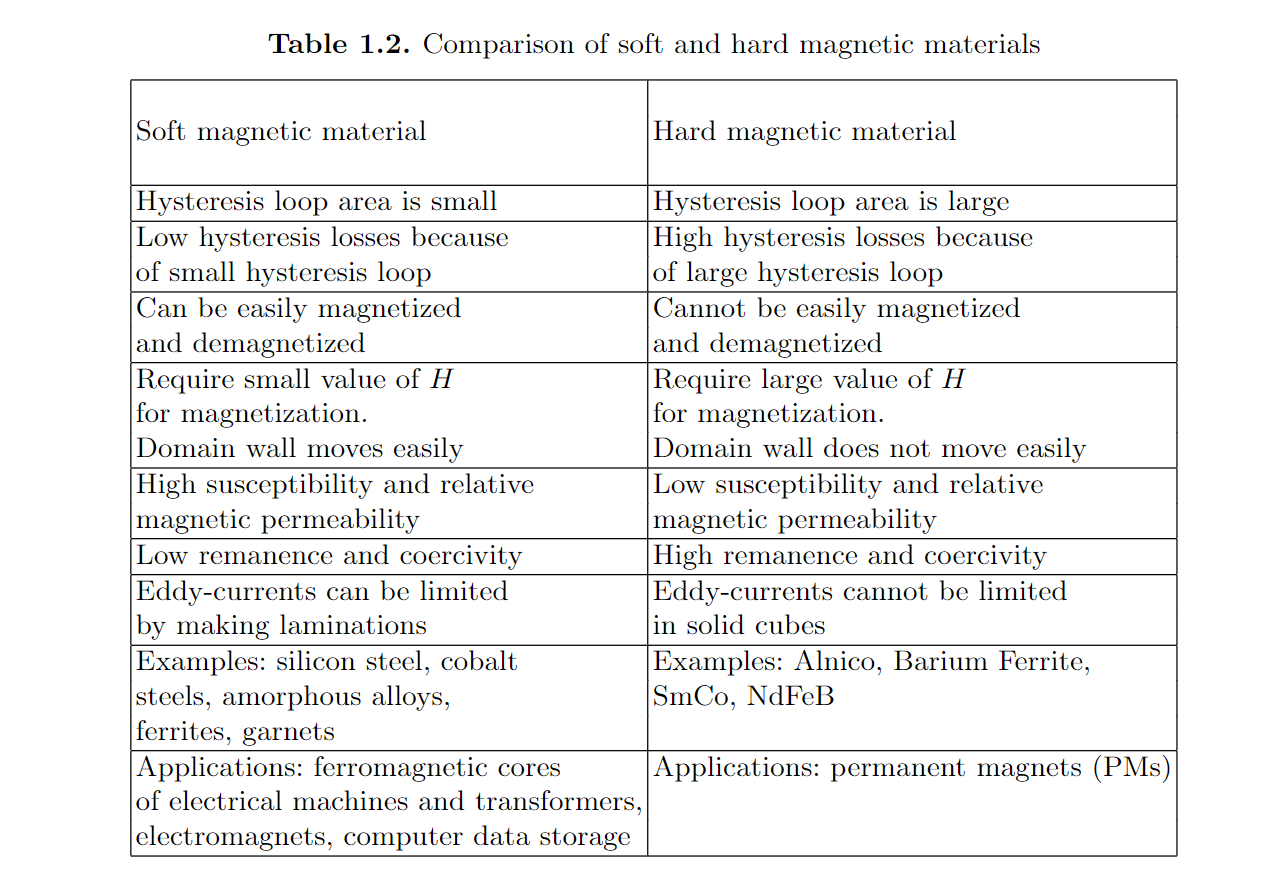 Table 1.2. Comparison of soft and hard magnetic materials
Soft magnetic material
Hard magnetic material
Hysteresis loop area is small
Hysteresis loop area is large
Low hysteresis losses because
of small hysteresis loop
High hysteresis losses because
of large hysteresis loop
Can be easily magnetized
and demagnetized
Cannot be easily magnetized
and demagnetized
Require small value of H
for magnetization.
Domain wall moves easily
Require large value of H
for magnetization.
Domain wall does not move easily
High susceptibility and relative
magnetic permeability
Low susceptibility and relative
magnetic permeability
Low remanence and coercivity
High remanence and coercivity
Eddy-currents can be limited
by making laminations
Eddy-currents cannot be limited
in solid cubes
Examples: silicon steel, cobalt
steels, amorphous alloys,
ferrites, garnets
Examples: Alnico, Barium Ferrite,
SmCo, NdFeB
Applications: ferromagnetic cores
of electrical machines and transformers,
electromagnets, computer data storage
Applications: permanent magnets (PMs)